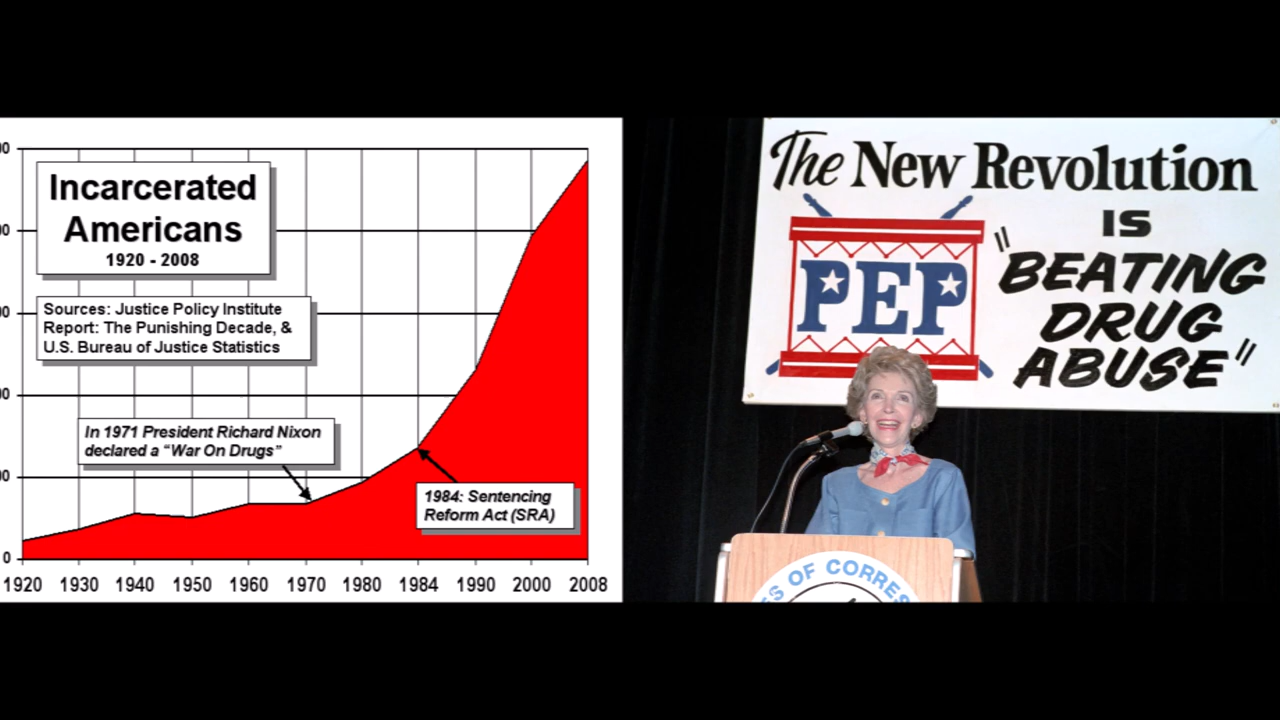 Incarcerated
Americans
1920 - 2008
Sources: Justice Policy Institute
Report: The Punishing Decade, &
U.S. Bureau of Justice Statistics
In 1971 President Richard Nixon
declared a “War On Drugs”
1984: Sentencing
Reform Act (SRA)
0
1920 1930 1940 1950 1960 1970 1980 1984 1990 2000 2008
The New Revolution
IS
PEP
"BEATING
DRUG
ABUSE"
OF CORRES